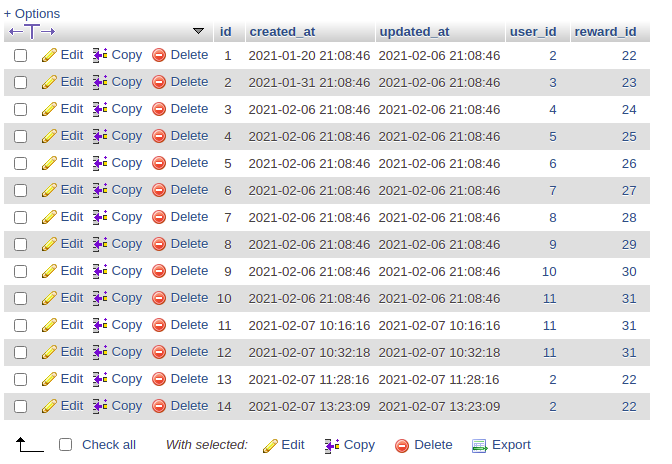 + Options
id created_at updated_at user_id reward_id
Edit Copy Delete 1 2021-01-20 21:08:46 2021-02-06 21:08:46 2 22
Edit Copy Delete 2 2021-01-31 21:08:46 2021-02-06 21:08:46 3 23
Edit Copy Delete 3 2021-02-06 21:08:46 2021-02-06 21:08:46 4 24
Edit Copy Delete 4 2021-02-06 21:08:46 2021-02-06 21:08:46 5 25
Edit Copy Delete 5 2021-02-06 21:08:46 2021-02-06 21:08:46 6 26
Edit Copy Delete 6 2021-02-06 21:08:46 2021-02-06 21:08:46 7 27
Edit Copy Delete 7 2021-02-06 21:08:46 2021-02-06 21:08:46 8 28
Edit Copy Delete 8 2021-02-06 21:08:46 2021-02-06 21:08:46 9 29
Edit Copy Delete 9 2021-02-06 21:08:46 2021-02-06 21:08:46 10 30
Edit Copy Delete 10 2021-02-06 21:08:46 2021-02-06 21:08:46 11 31
Edit Copy Delete 11 2021-02-07 10:16:16 2021-02-07 10:16:16 11 31
Edit Copy Delete 12 2021-02-07 10:32:18 2021-02-07 10:32:18 11 31
Edit Copy Delete 13 2021-02-07 11:28:16 2021-02-07 11:28:16 2 22
Edit Copy Delete 14 2021-02-07 13:23:09 2021-02-07 13:23:09 2 22
Check all With selected: Edit Copy Delete Export